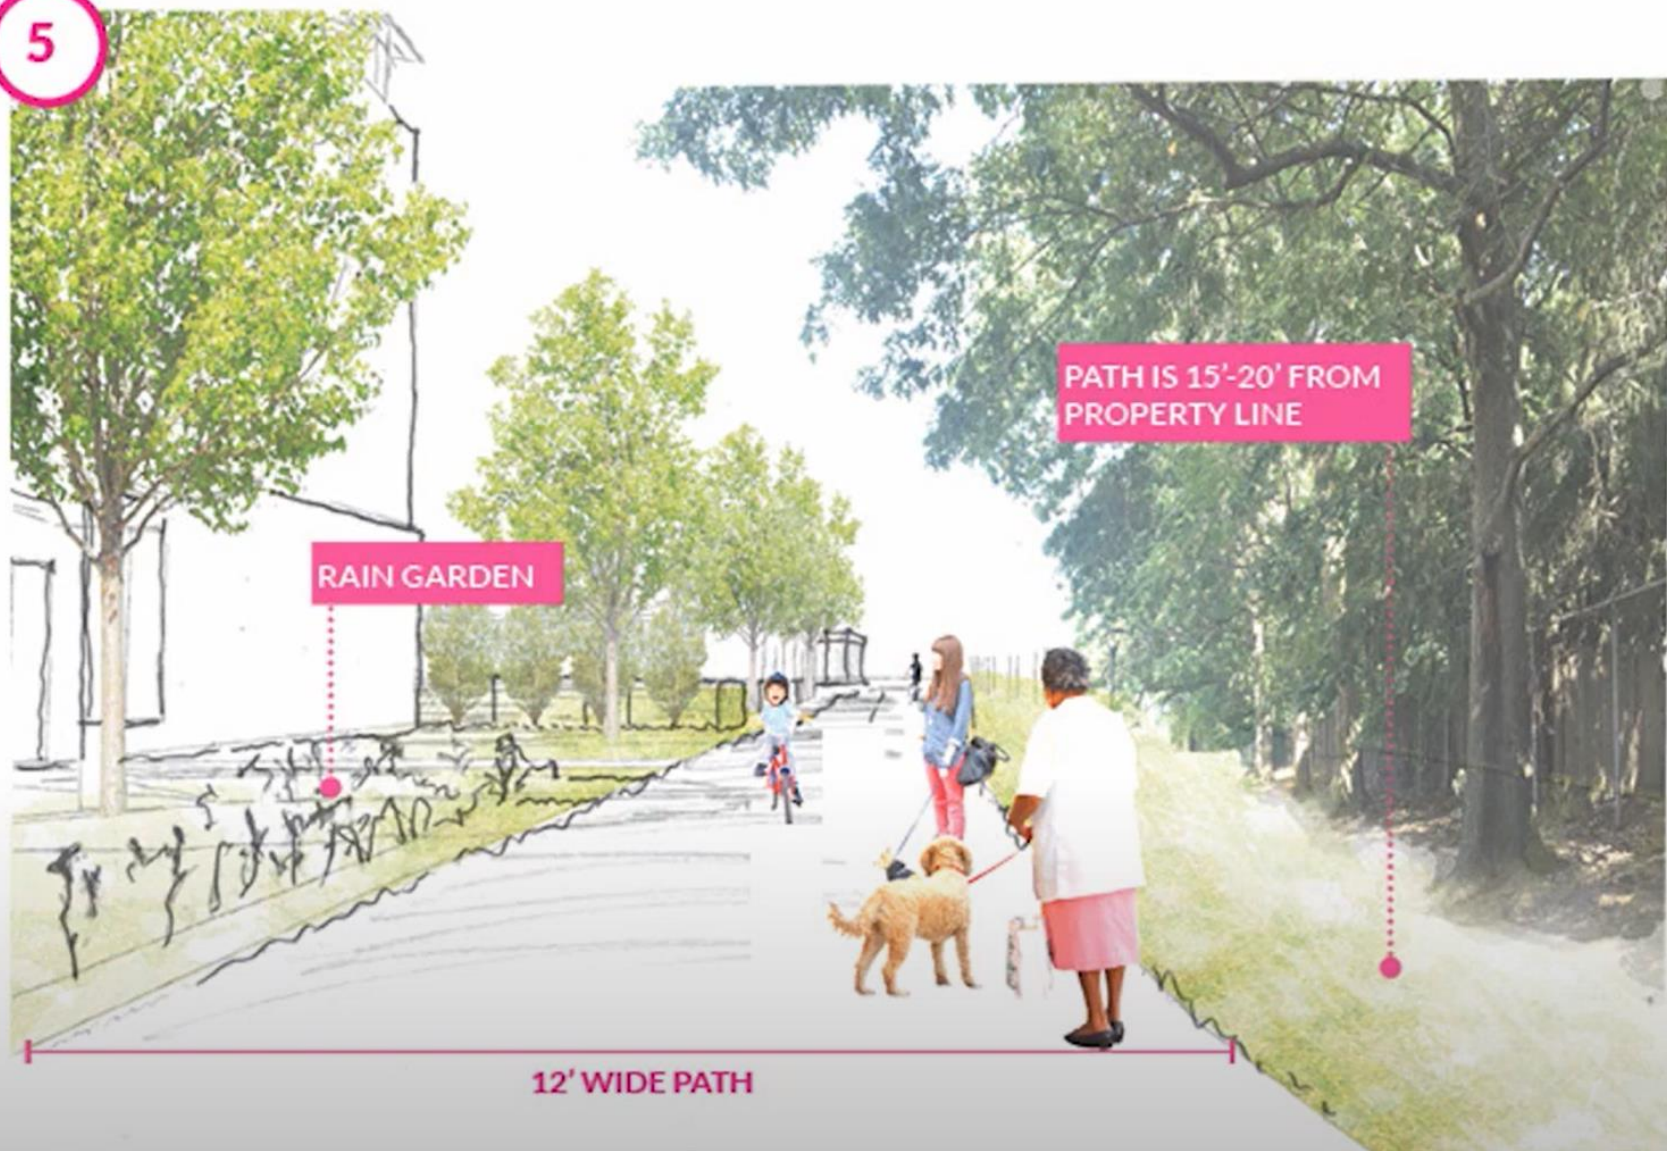 5
PATH IS 15’-20’ FROM
PROPERTY LINE
RAIN GARDEN
12’ WIDE PATH